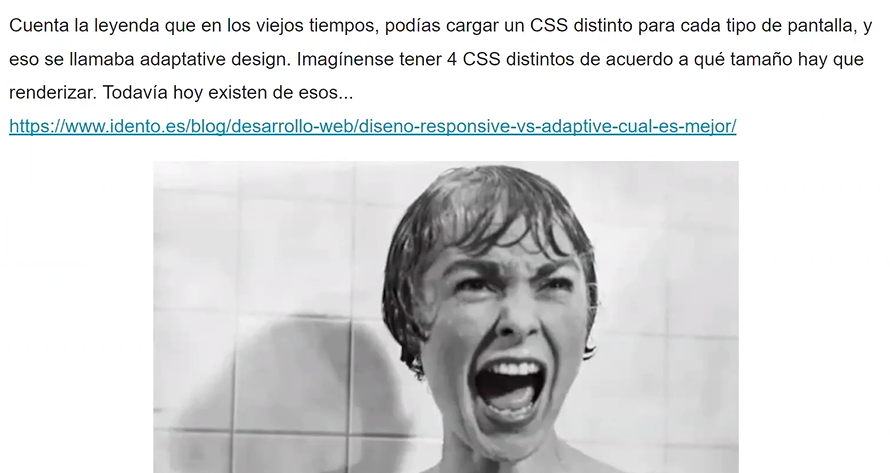 Cuenta la leyenda que en los viejos tiempos, podías cargar un CSS distinto para cada tipo de pantalla, y
eso se llamaba adaptative design. Imagínense tener 4 CSS distintos de acuerdo a qué tamaño hay que
renderizar. Todavía hoy existen de esos...
https://www.idento.es/blog/desarrollo-web/diseno-responsive-vs-adaptive-cual-es-mejor/